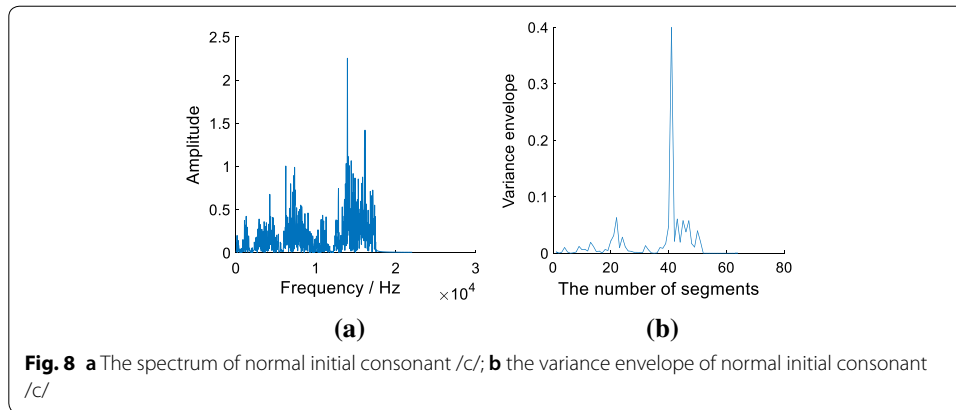 2.5
2
1.5
1
0.5
0
Amplitude
0 1 2 3
Frequency / Hz ×10⁴
(a)
0.4
0.3
0.2
0.1
0
Variance envelope
0 20 40 60 80
The number of segments
(b)
Fig. 8 a The spectrum of normal initial consonant /c/; b the variance envelope of normal initial consonant
/c/